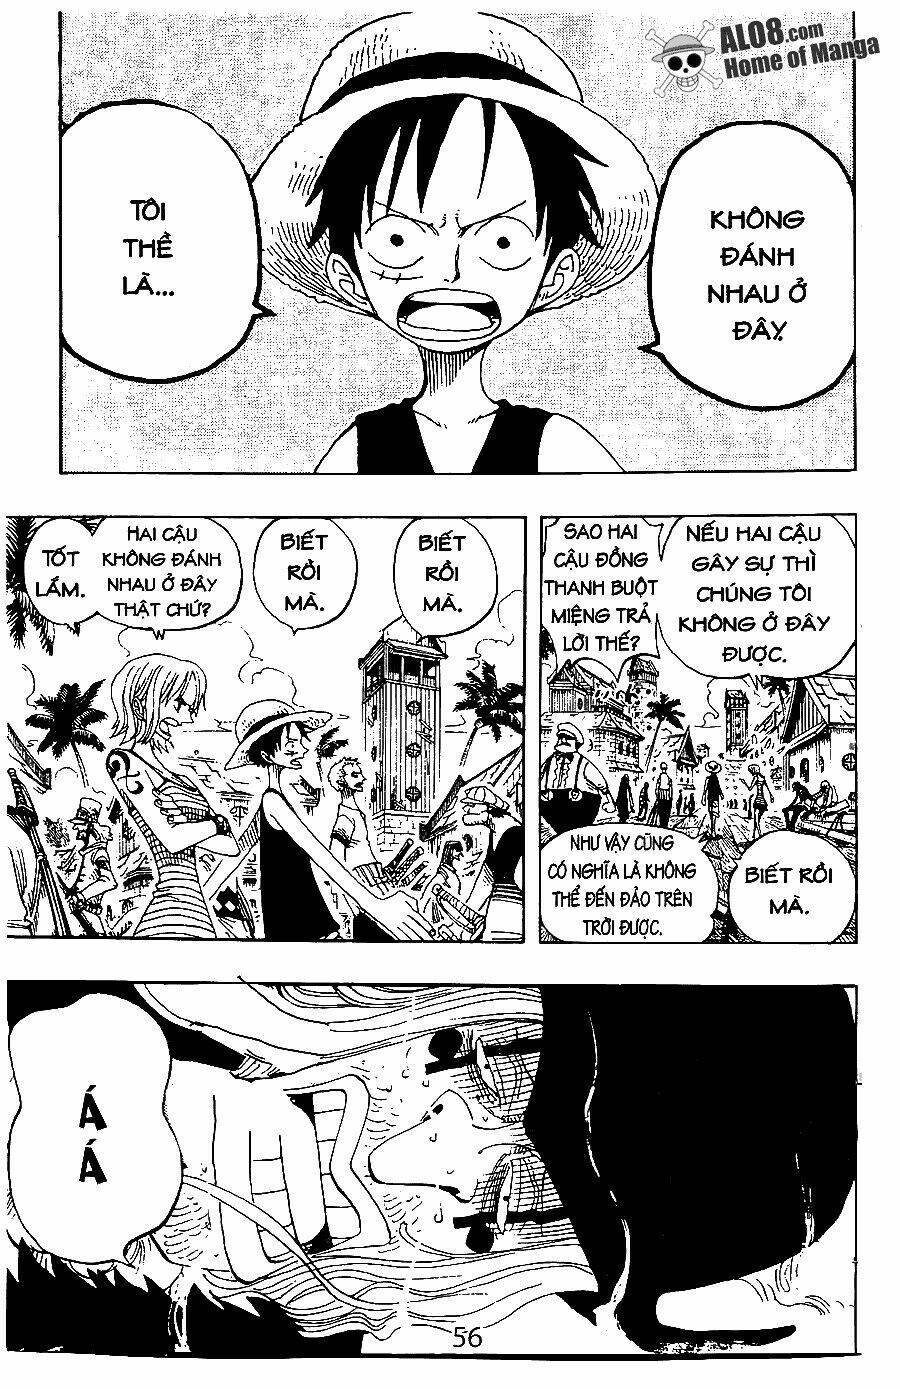 AL08.com
Home of Manga
TÔI
THỀ
LÀ...
KHÔNG
ĐÁNH
NHAU Ở
ĐÂY.
TỐT
LẮM.
HAI CẬU
KHÔNG ĐÁNH
NHAU Ở ĐÂY
THẬT CHỨ?
BIẾT
RỒI
MÀ.
BIẾT
RỒI
MÀ.
SAO HAI
CẬU ĐỒNG
THANH BUỘT
MIỆNG TRẢ
LỜI THẾ?
NẾU HAI CẬU
GÂY SỰ THÌ
CHÚNG TÔI
KHÔNG Ở ĐÂY
ĐƯỢC.
NHƯ VẬY CŨNG
CÓ NGHĨA LÀ KHÔNG
THỂ ĐẾN ĐẢO TRÊN
TRỜI ĐƯỢC.
BIẾT RỒI
MÀ.
Á
Á
56